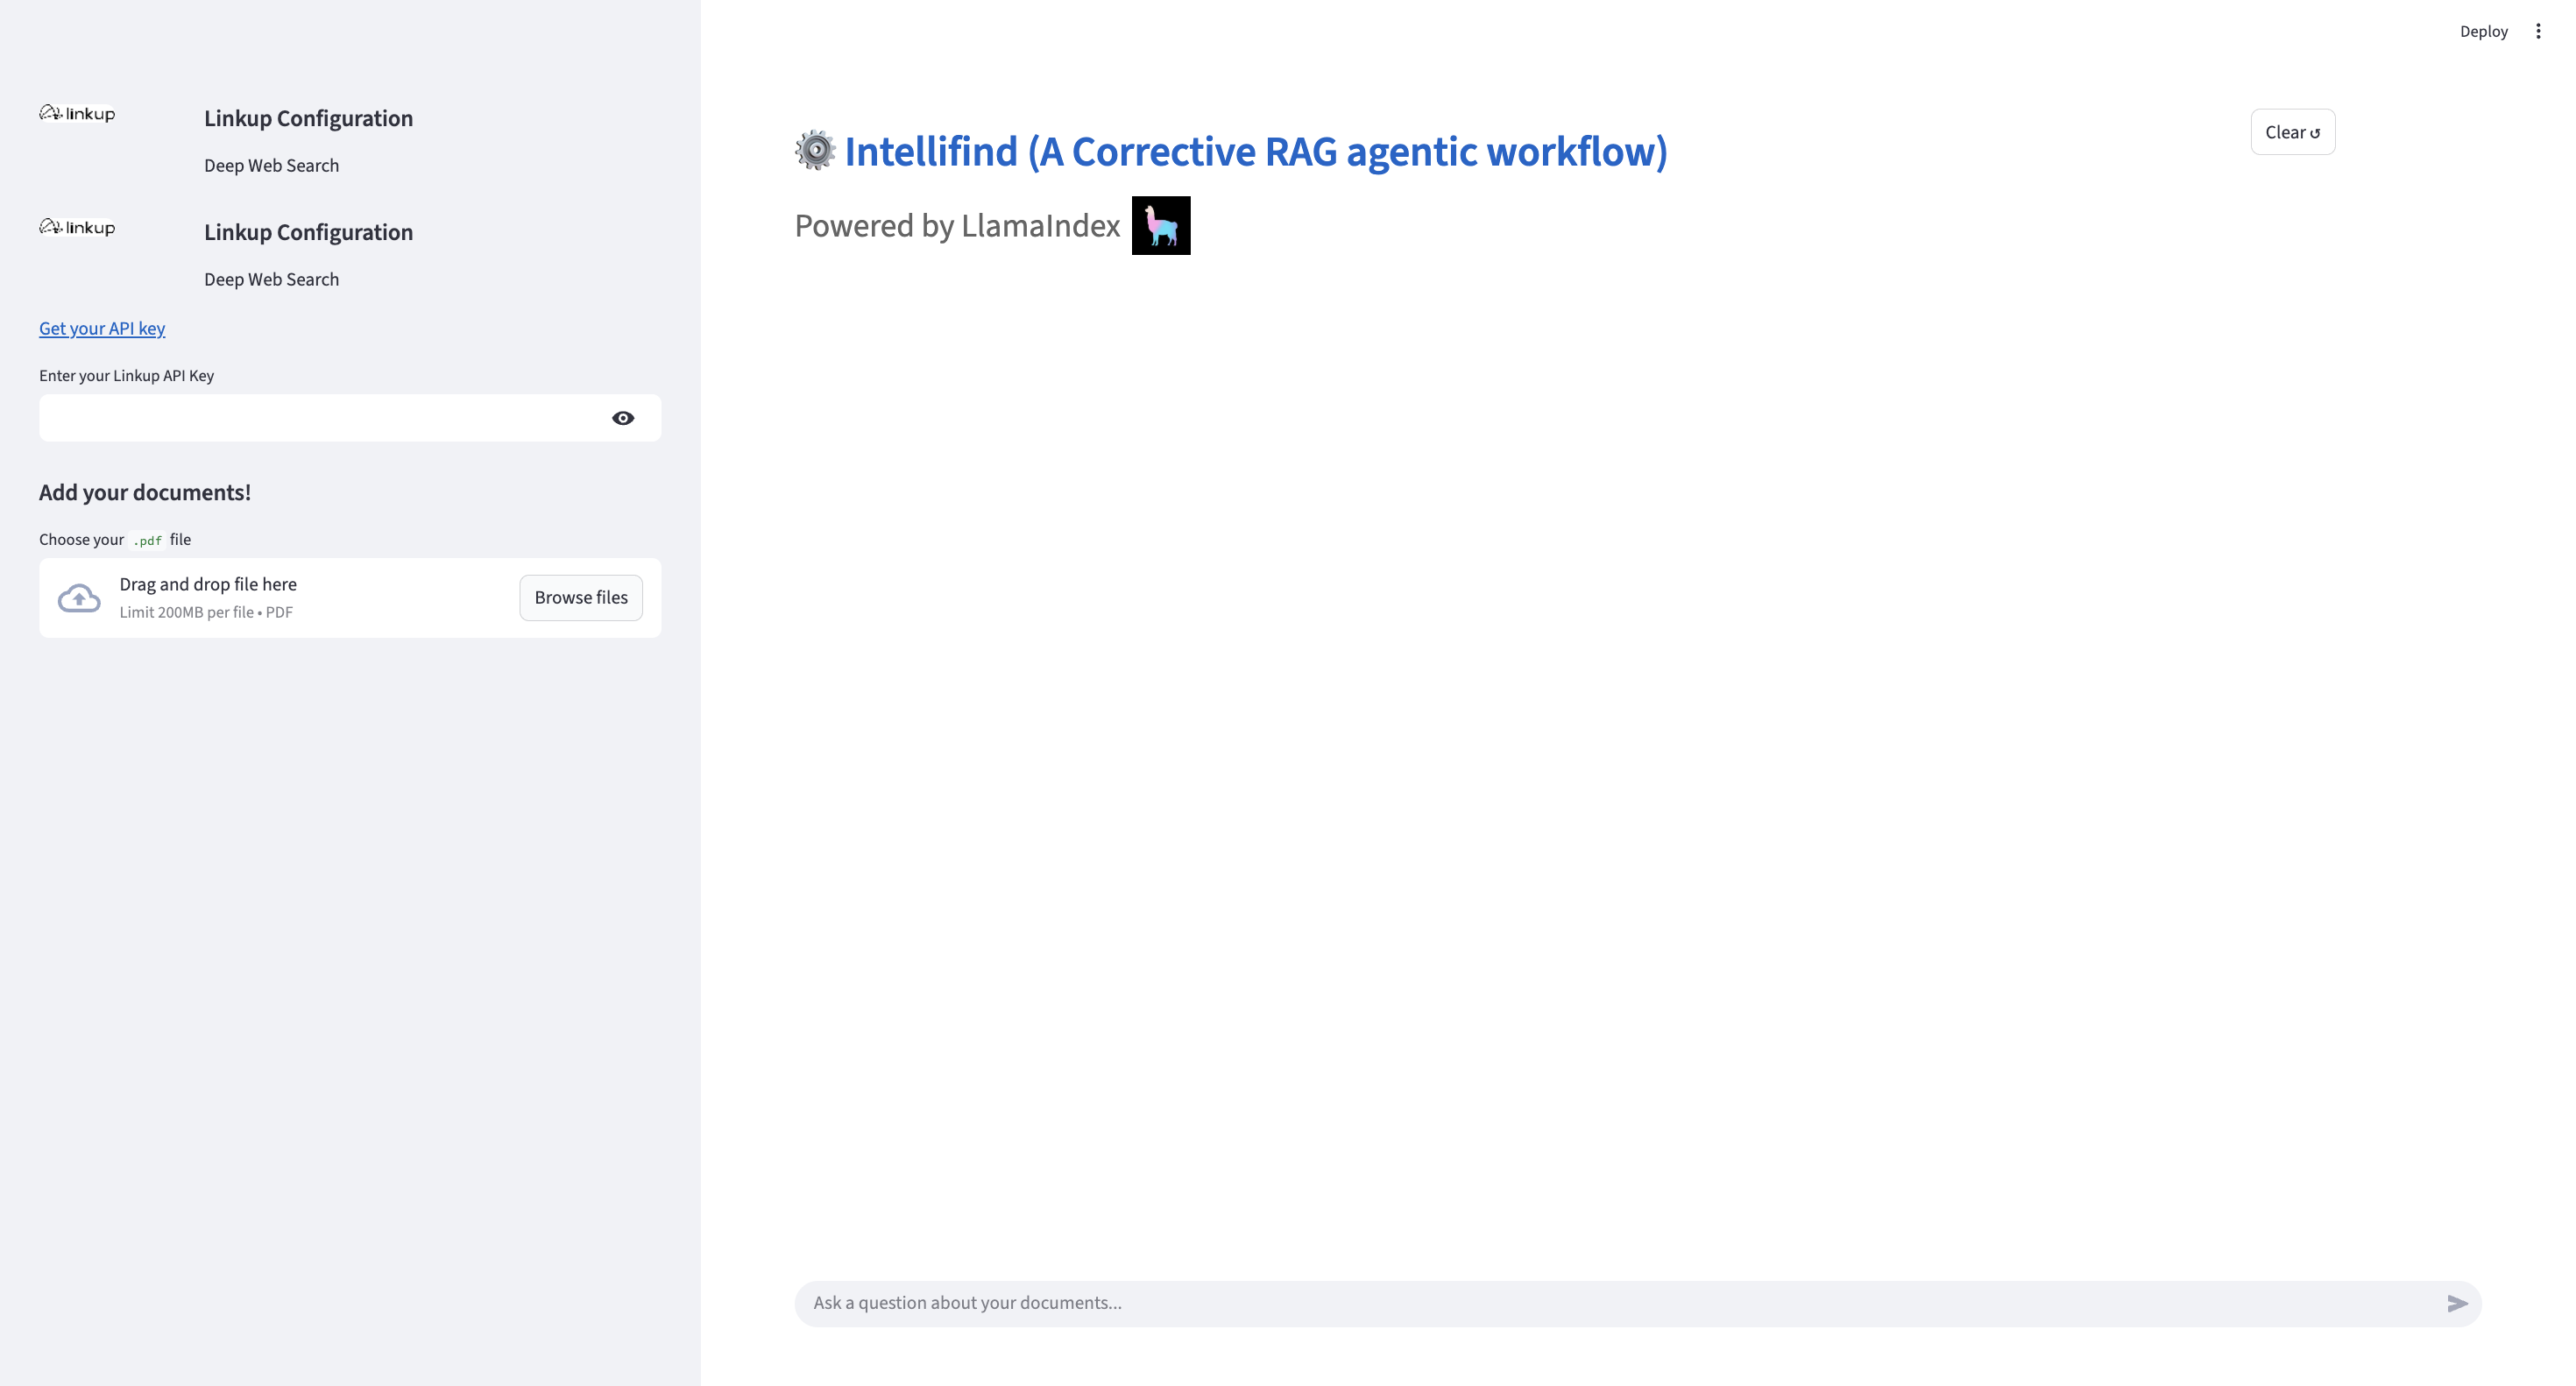 Deploy
linkup
Linkup Configuration
Deep Web Search
linkup
Linkup Configuration
Deep Web Search
Get your API key
Enter your Linkup API Key
Add your documents!
Choose your .pdf file
Drag and drop file here
Limit 200MB per file • PDF
Browse files
Intellifind (A Corrective RAG agentic workflow)
Clear ↺
Powered by LlamaIndex
Ask a question about your documents...